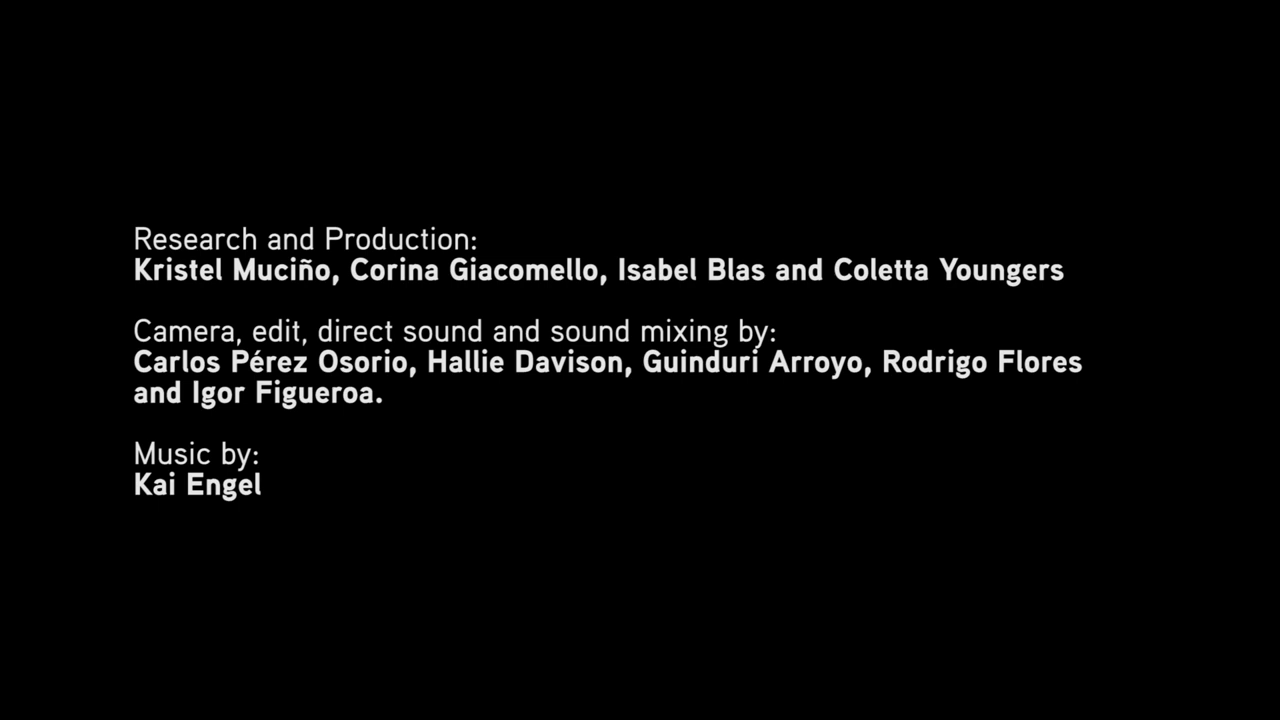 Research and Production:
Kristel Muciño, Corina Giacomello, Isabel Blas and Coletta Youngers
Camera, edit, direct sound and sound mixing by:
Carlos Pérez Osorio, Hallie Davison, Guinduri Arroyo, Rodrigo Flores
and Igor Figueroa.
Music by:
Kai Engel